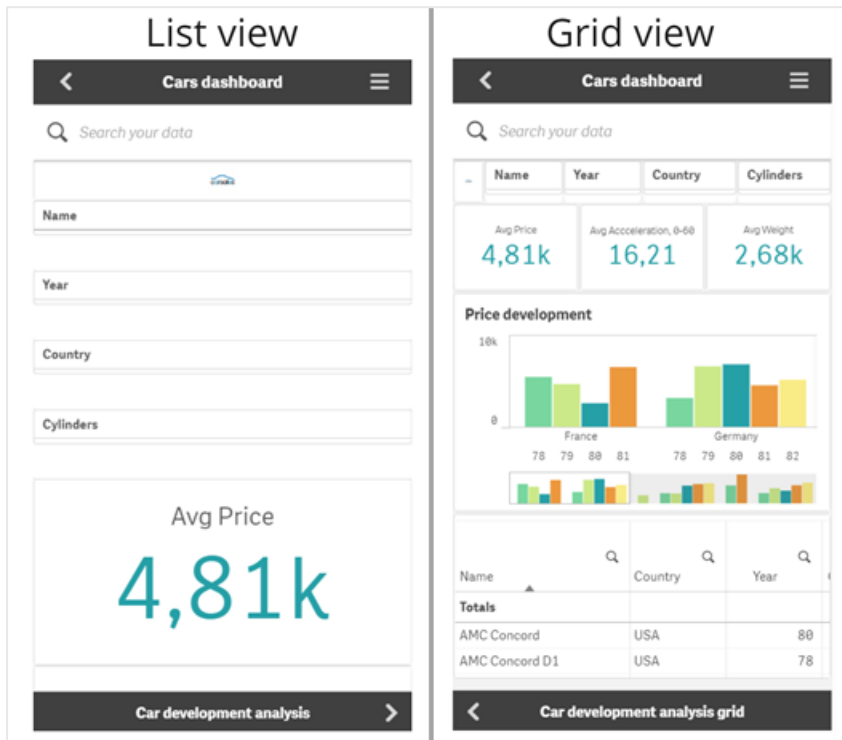 List view
Cars dashboard
Search your data
Name
Year
Country
Cylinders
Avg Price
4,81k
Car development analysis
Grid view
Cars dashboard
Search your data
Name Year Country Cylinders
Avg Price Avg Accceleration, 0-60 Avg Weight
4,81k 16,21 2,68k
Price development
10k
0
France Germany
78 79 80 81 78 79 80 81 82
Name Country Year
Totals
AMC Concord USA 80
AMC Concord D1 USA 78
Car development analysis grid